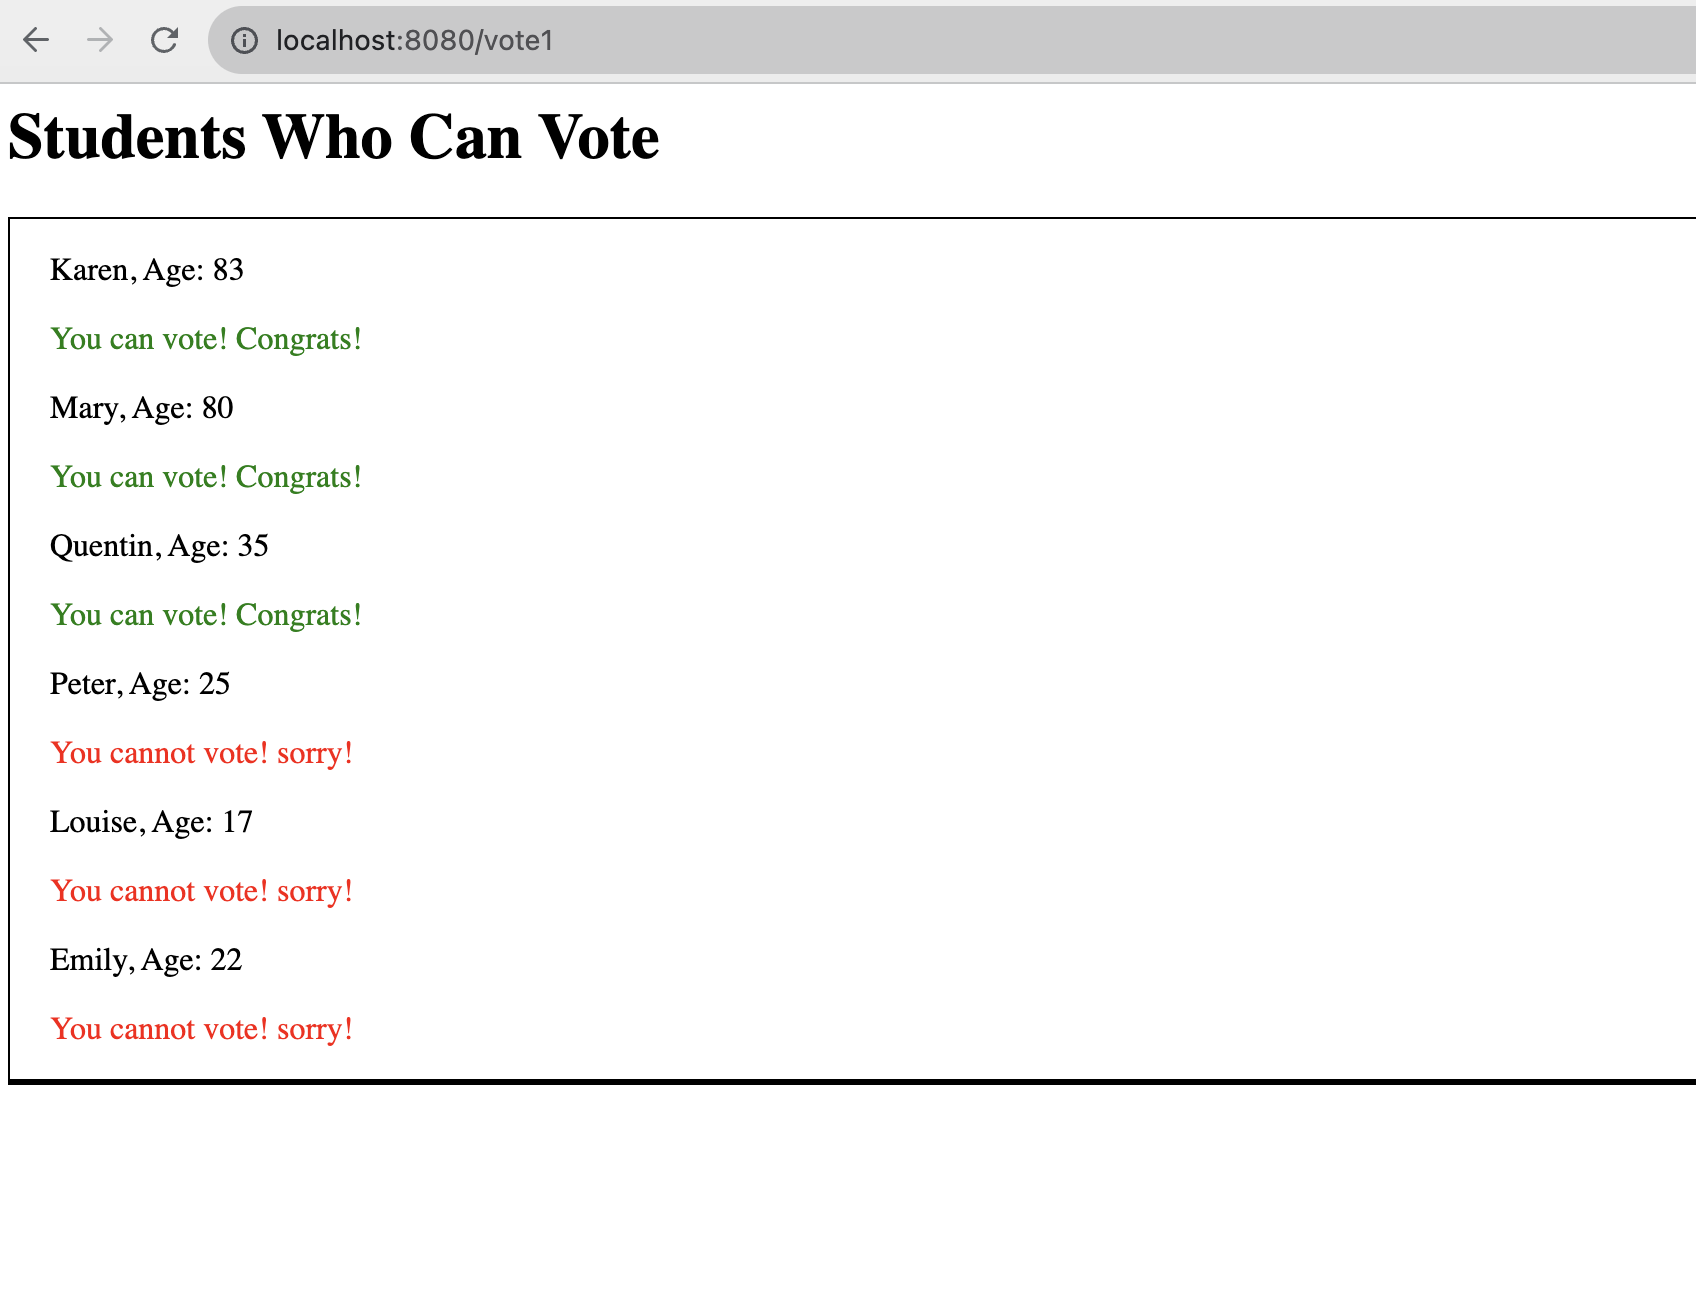 localhost:8080/vote1
Students Who Can Vote
Karen, Age: 83
You can vote! Congrats!
Mary, Age: 80
You can vote! Congrats!
Quentin, Age: 35
You can vote! Congrats!
Peter, Age: 25
You cannot vote! sorry!
Louise, Age: 17
You cannot vote! sorry!
Emily, Age: 22
You cannot vote! sorry!